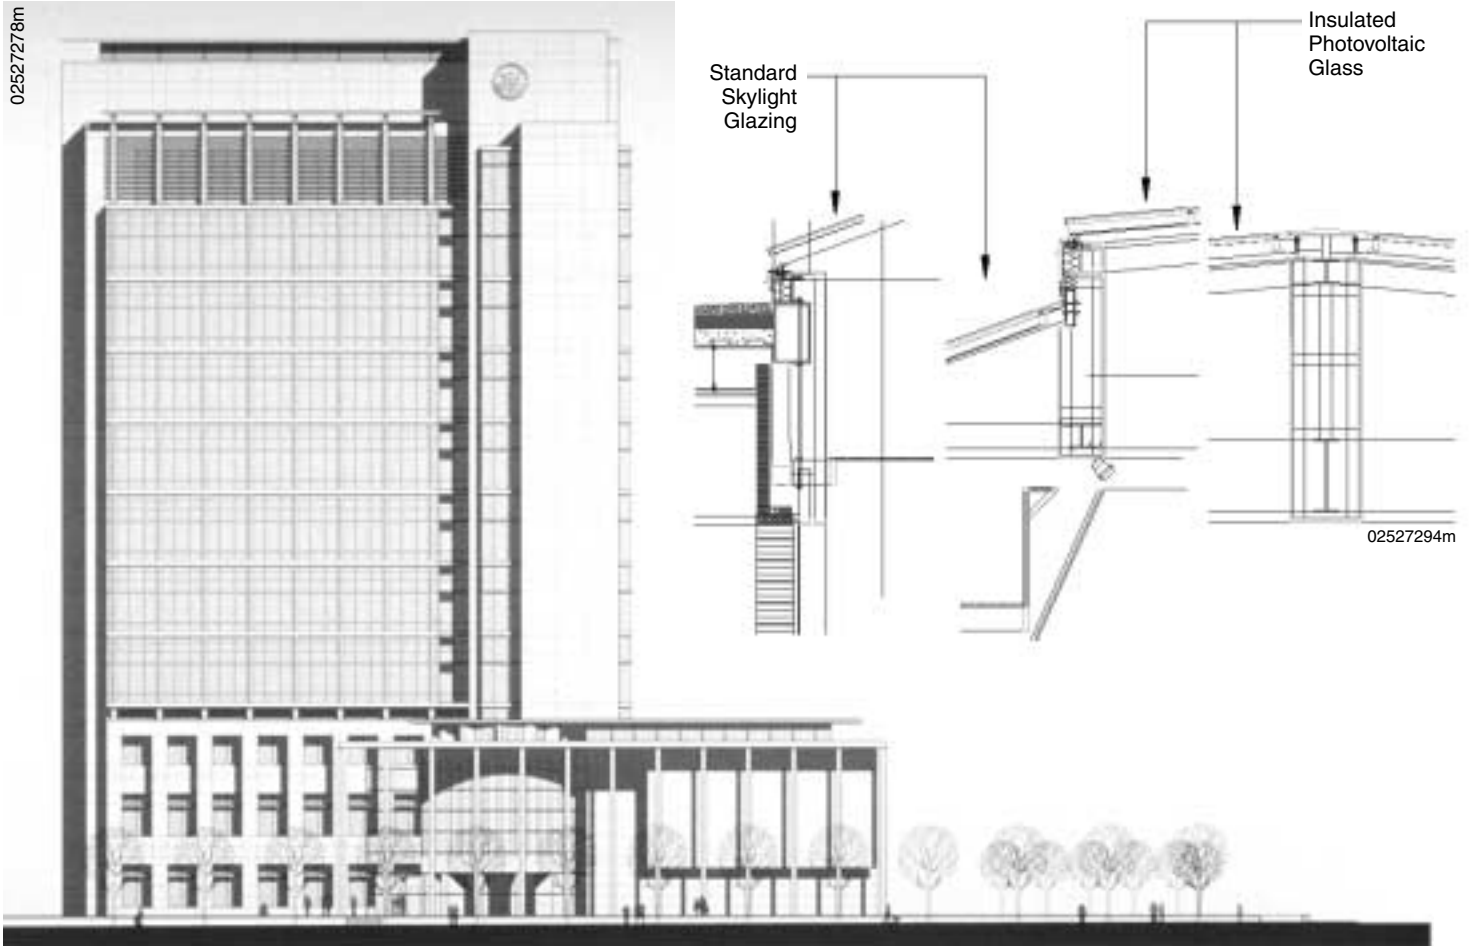 02527278m
Standard
Skylight
Glazing
Insulated
Photovoltaic
Glass
02527294m